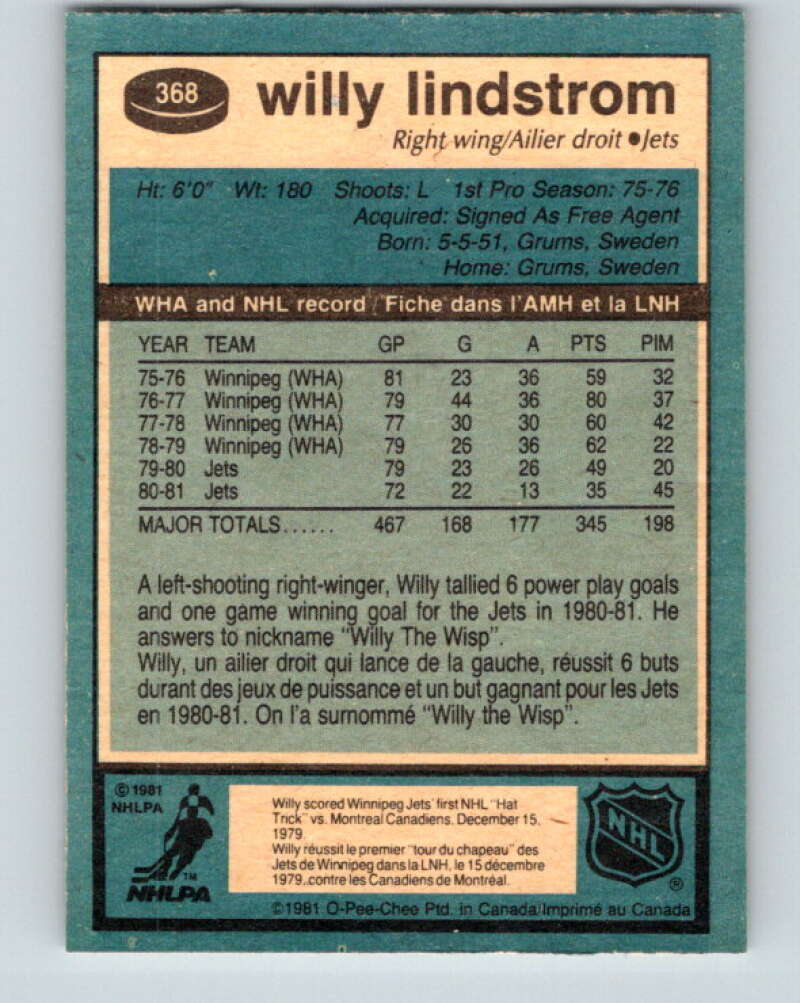 368 willy lindstrom
Right wing/Ailier droit ●Jets
Ht: 6'0" Wt: 180 Shoots: L 1st Pro Season: 75-76
Acquired: Signed As Free Agent
Born: 5-5-51, Grums, Sweden
Home: Grums, Sweden
WHA and NHL record / Fiche dans l'AMH et la LNH
YEAR TEAM GP G A PTS PIM
75-76 Winnipeg (WHA) 81 23 36 59 32
76-77 Winnipeg (WHA) 79 44 36 80 37
77-78 Winnipeg (WHA) 77 30 30 60 42
78-79 Winnipeg (WHA) 79 26 36 62 22
79-80 Jets 79 23 26 49 20
80-81 Jets 72 22 13 35 45
MAJOR TOTALS...... 467 168 177 345 198
A left-shooting right-winger, Willy tallied 6 power play goals
and one game winning goal for the Jets in 1980-81. He
answers to nickname "Willy The Wisp".
Willy, un ailier droit qui lance de la gauche, réussit 6 buts
durant des jeux de puissance et un but gagnant pour les Jets
en 1980-81. On l'a surnommé "Willy the Wisp".
© 1981
NHLPA
TM
NHLPA
Willy scored Winnipeg Jets' first NHL "Hat
Trick" vs. Montreal Canadiens, December 15,
1979.
Willy réussit le premier "tour du chapeau" des
Jets de Winnipeg dans la LNH, le 15 décembre
1979, contre les Canadiens de Montréal.
NHL
®
©1981 O-Pee-Chee Ptd. in Canada/Imprimé au Canada